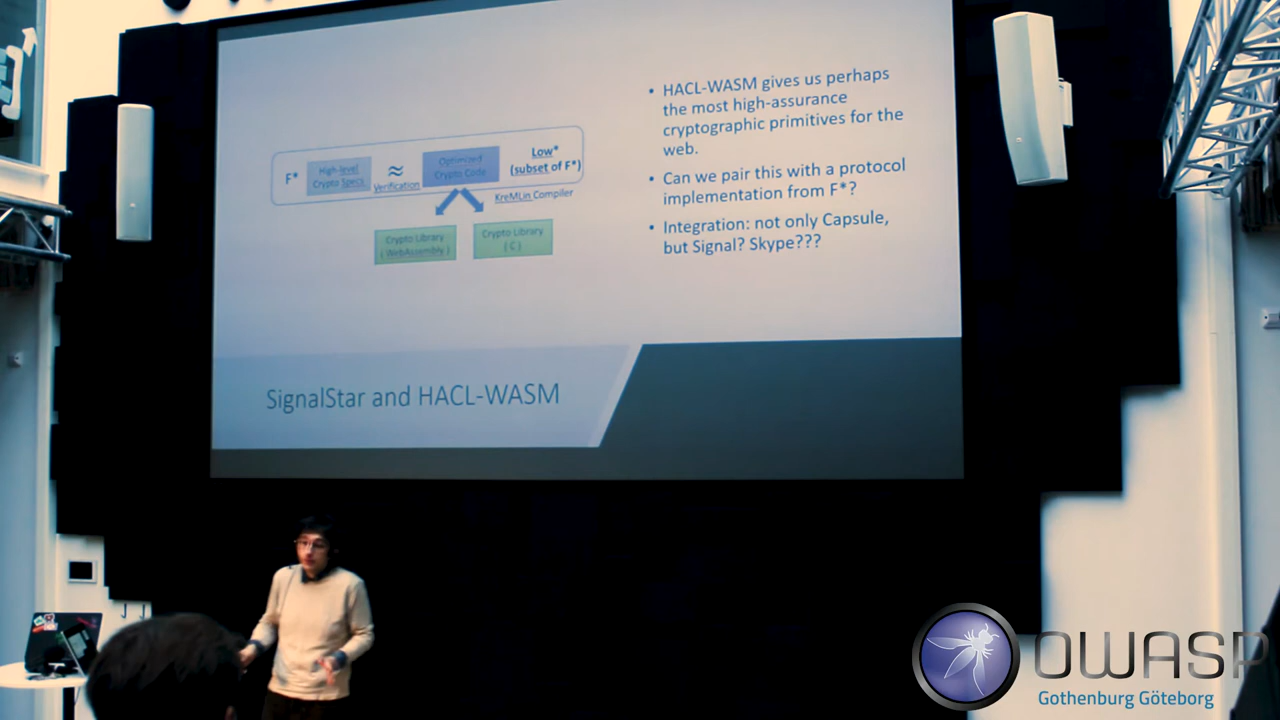 F*
High-level
Crypto Specs
≈
Verification
Optimized
Crypto Code
Low*
(subset of F*)
KreMLin Compiler
Crypto Library
( WebAssembly )
Crypto Library
( C )
• HACL-WASM gives us perhaps
the most high-assurance
cryptographic primitives for the
web.
• Can we pair this with a protocol
implementation from F*?
• Integration: not only Capsule,
but Signal? Skype???
SignalStar and HACL-WASM
OWASP
Gothenburg Göteborg